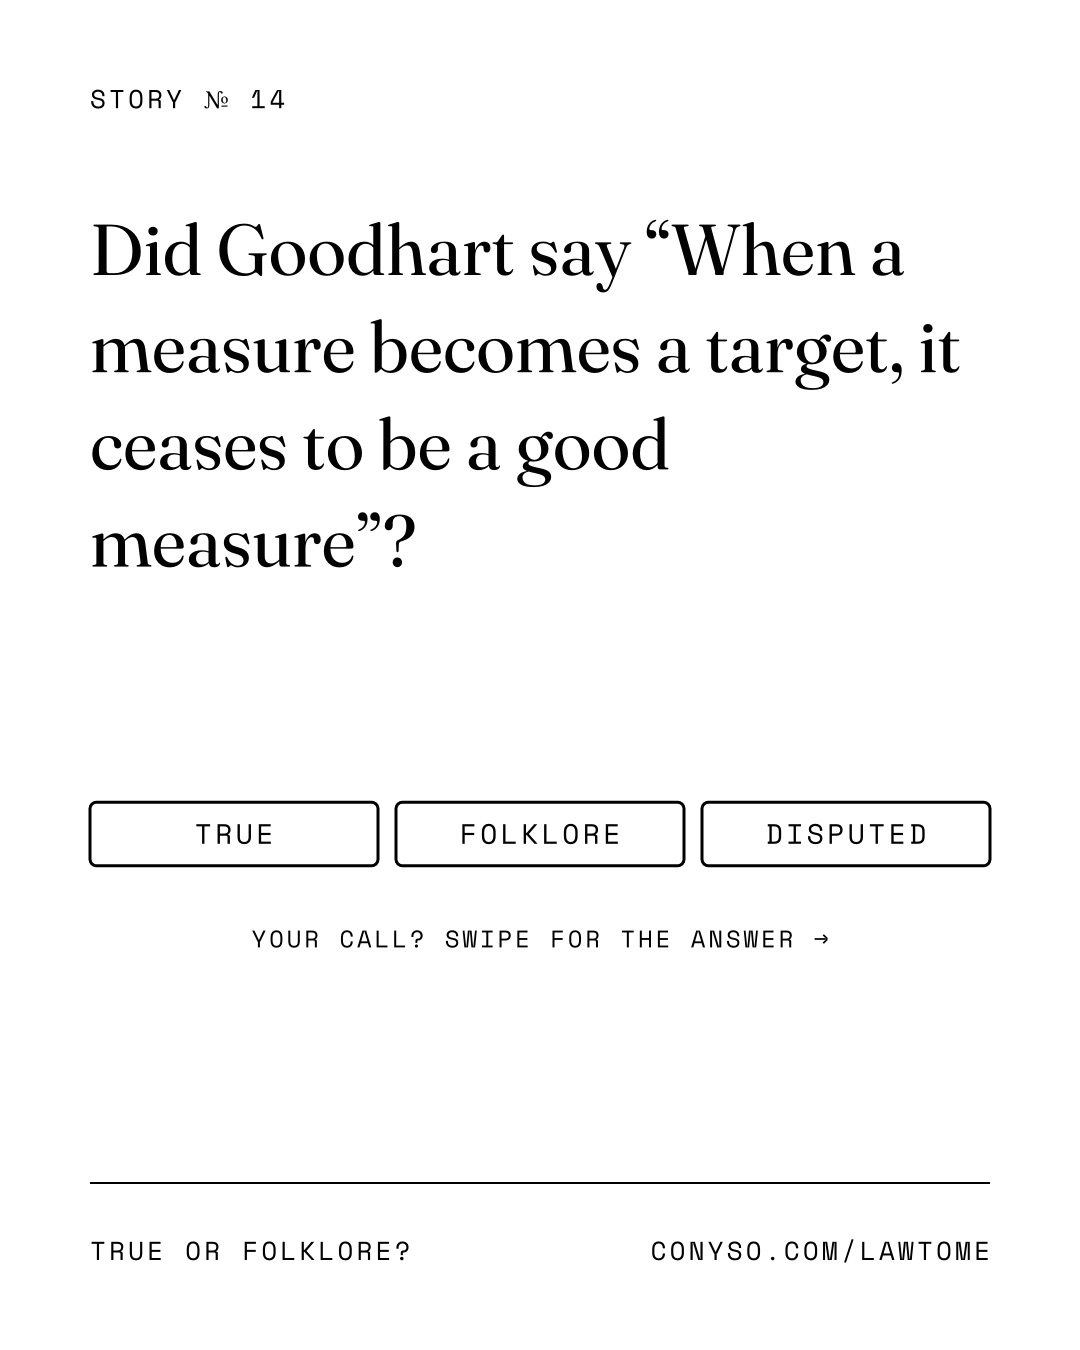 STORY № 14
Did Goodhart say “When a
measure becomes a target, it
ceases to be a good
measure”?
TRUE
FOLKLORE
DISPUTED
YOUR CALL? SWIPE FOR THE ANSWER →
TRUE OR FOLKLORE?
CONYSO.COM/LAWTOME